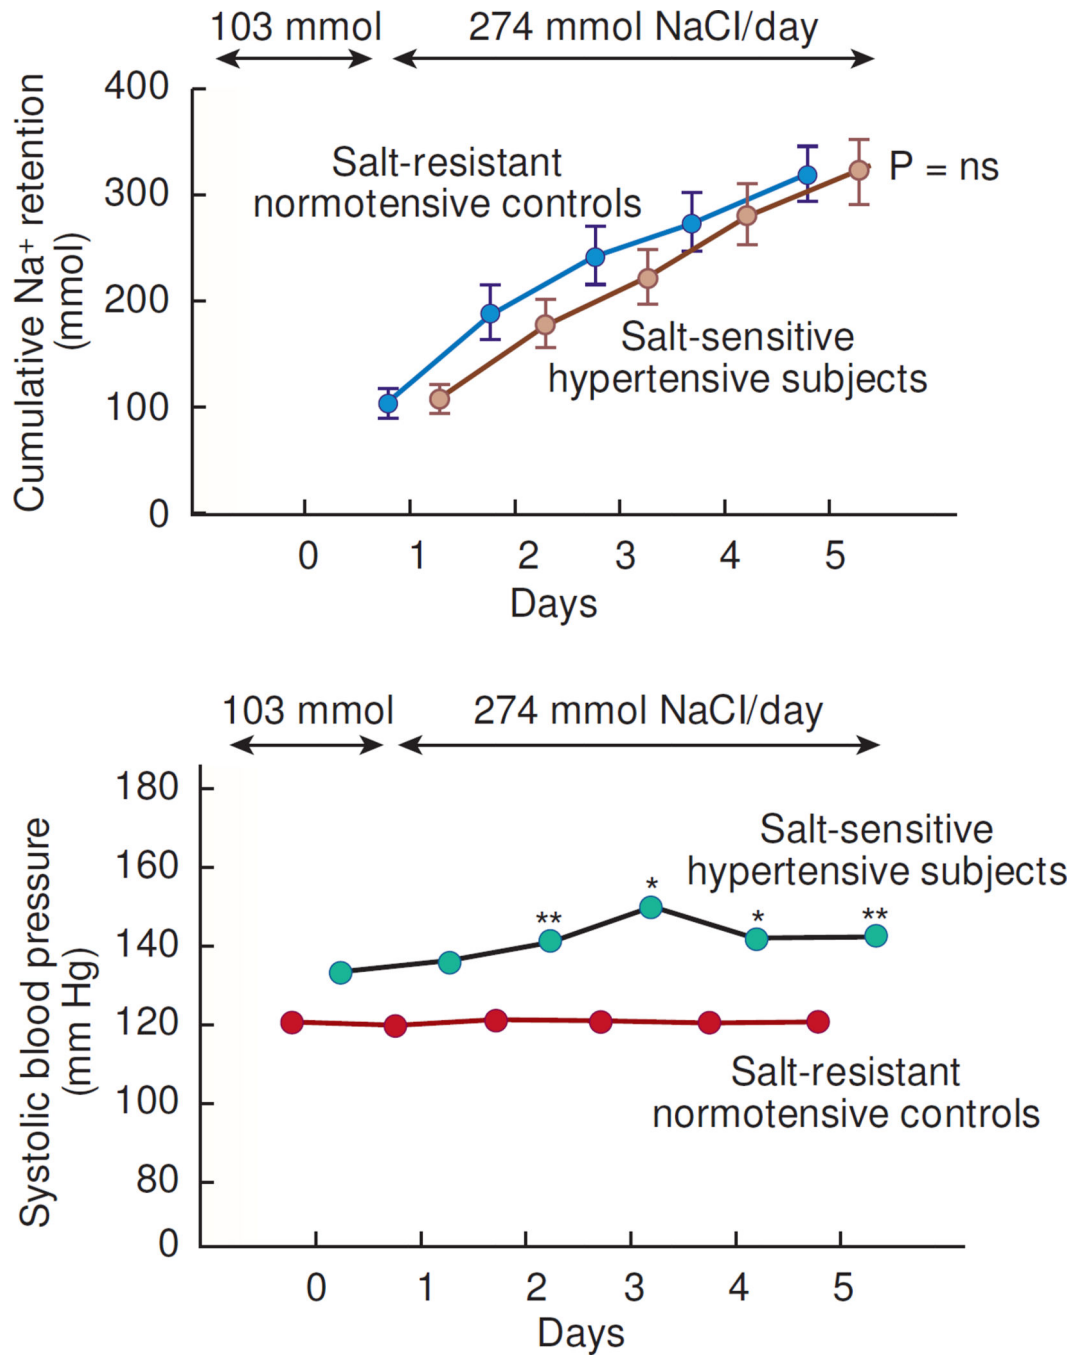 103 mmol
274 mmol NaCl/day
Cumulative Na⁺ retention
(mmol)
400
300
200
100
0
Salt-resistant
normotensive controls
P = ns
Salt-sensitive
hypertensive subjects
0 1 2 3 4 5
Days
103 mmol
274 mmol NaCl/day
Systolic blood pressure
(mm Hg)
180
160
140
120
100
80
0
Salt-sensitive
hypertensive subjects
** * * **
Salt-resistant
normotensive controls
0 1 2 3 4 5
Days